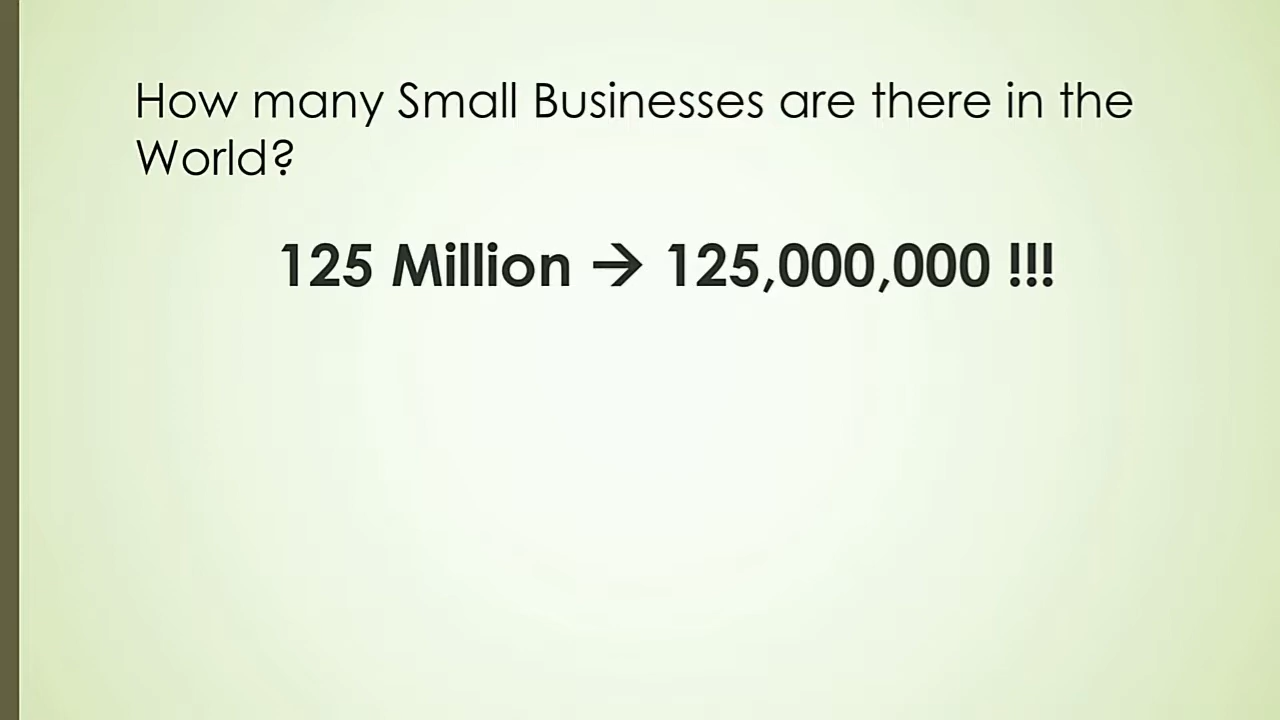 How many Small Businesses are there in the
World?
125 Million → 125,000,000 !!!